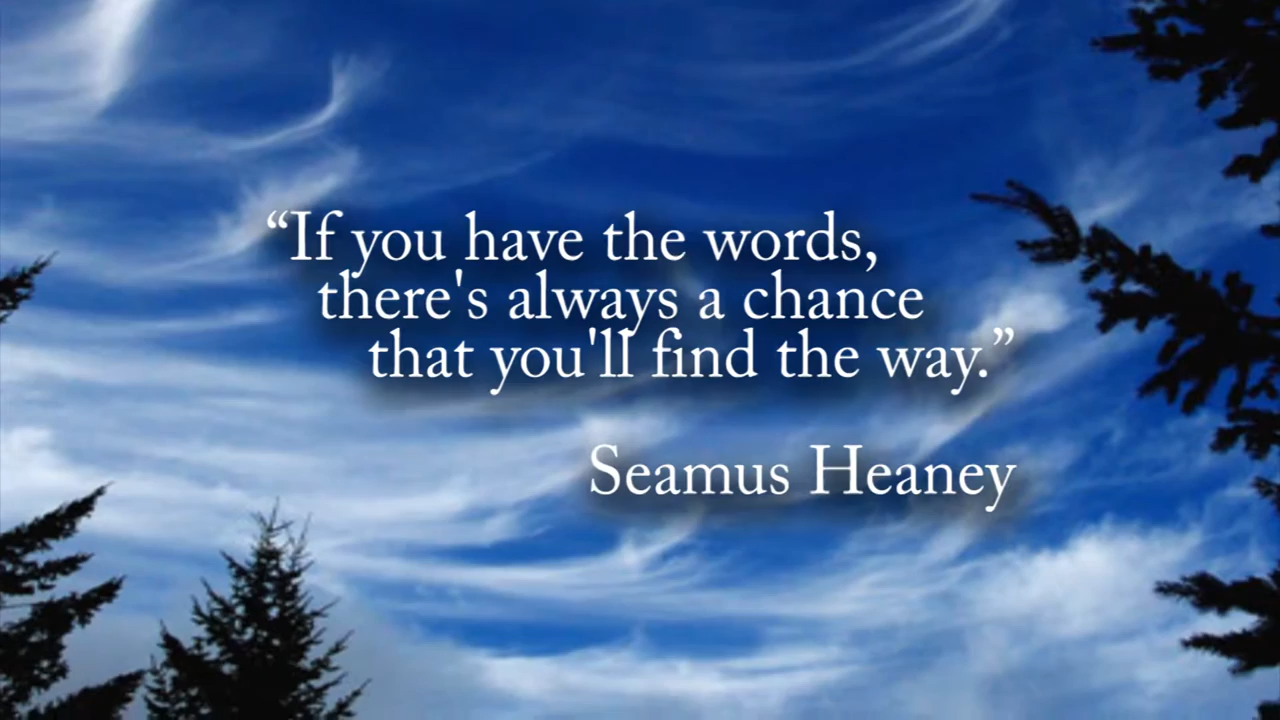 “If you have the words,
there's always a chance
that you'll find the way.”
Seamus Heaney